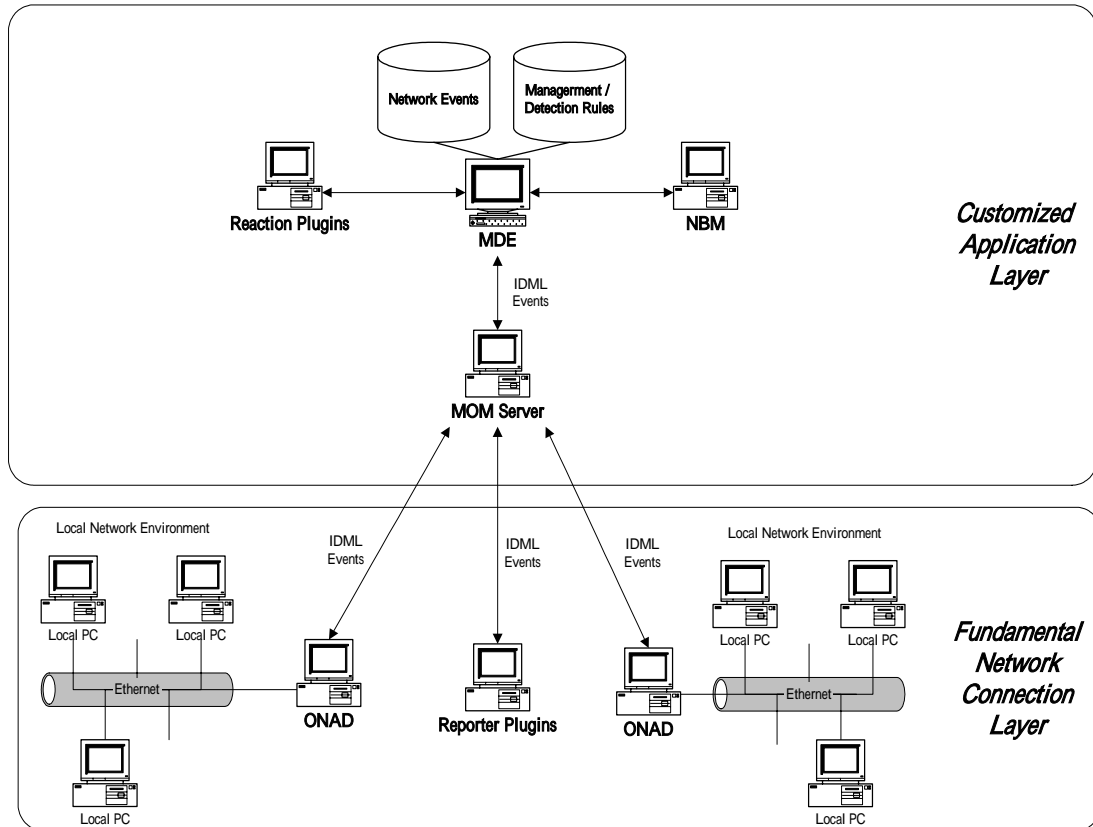 Network Events
Managerment /
Detection Rules
Reaction Plugins
MDE
NBM
Customized
Application
Layer
IDML
Events
MOM Server
Local Network Environment
IDML
Events
IDML
Events
IDML
Events
Local Network Environment
Local PC
Local PC
Local PC
Local PC
Fundamental
Network
Connection
Layer
Ethernet
Ethernet
ONAD
Reporter Plugins
ONAD
Local PC
Local PC